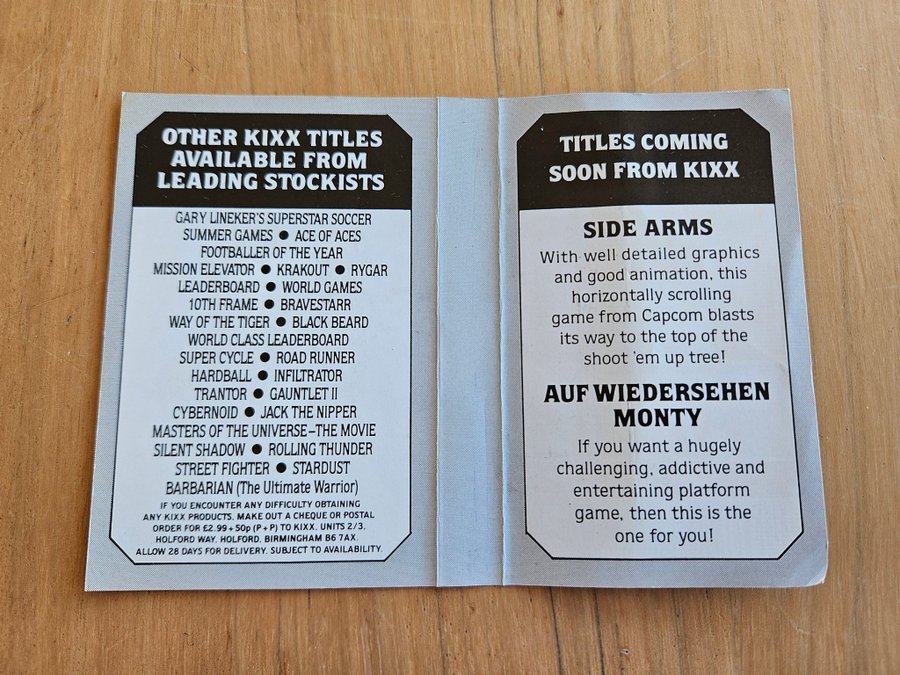 OTHER KIXX TITLES
AVAILABLE FROM
LEADING STOCKISTS
GARY LINEKER'S SUPERSTAR SOCCER
SUMMER GAMES ● ACE OF ACES
FOOTBALLER OF THE YEAR
MISSION ELEVATOR ● KRAKOUT ● RYGAR
LEADERBOARD ● WORLD GAMES
10TH FRAME ● BRAVESTARR
WAY OF THE TIGER ● BLACK BEARD
WORLD CLASS LEADERBOARD
SUPER CYCLE ● ROAD RUNNER
HARDBALL ● INFILTRATOR
TRANTOR ● GAUNTLET II
CYBERNOID ● JACK THE NIPPER
MASTERS OF THE UNIVERSE–THE MOVIE
SILENT SHADOW ● ROLLING THUNDER
STREET FIGHTER ● STARDUST
BARBARIAN (The Ultimate Warrior)
IF YOU ENCOUNTER ANY DIFFICULTY OBTAINING
ANY KIXX PRODUCTS, MAKE OUT A CHEQUE OR POSTAL
ORDER FOR £2.99 + 50p (P + P) TO KIXX. UNITS 2/3,
HOLFORD WAY, HOLFORD, BIRMINGHAM B6 7AX.
ALLOW 28 DAYS FOR DELIVERY. SUBJECT TO AVAILABILITY.
TITLES COMING
SOON FROM KIXX
SIDE ARMS
With well detailed graphics
and good animation, this
horizontally scrolling
game from Capcom blasts
its way to the top of the
shoot 'em up tree!
AUF WIEDERSEHEN
MONTY
If you want a hugely
challenging, addictive and
entertaining platform
game, then this is the
one for you!